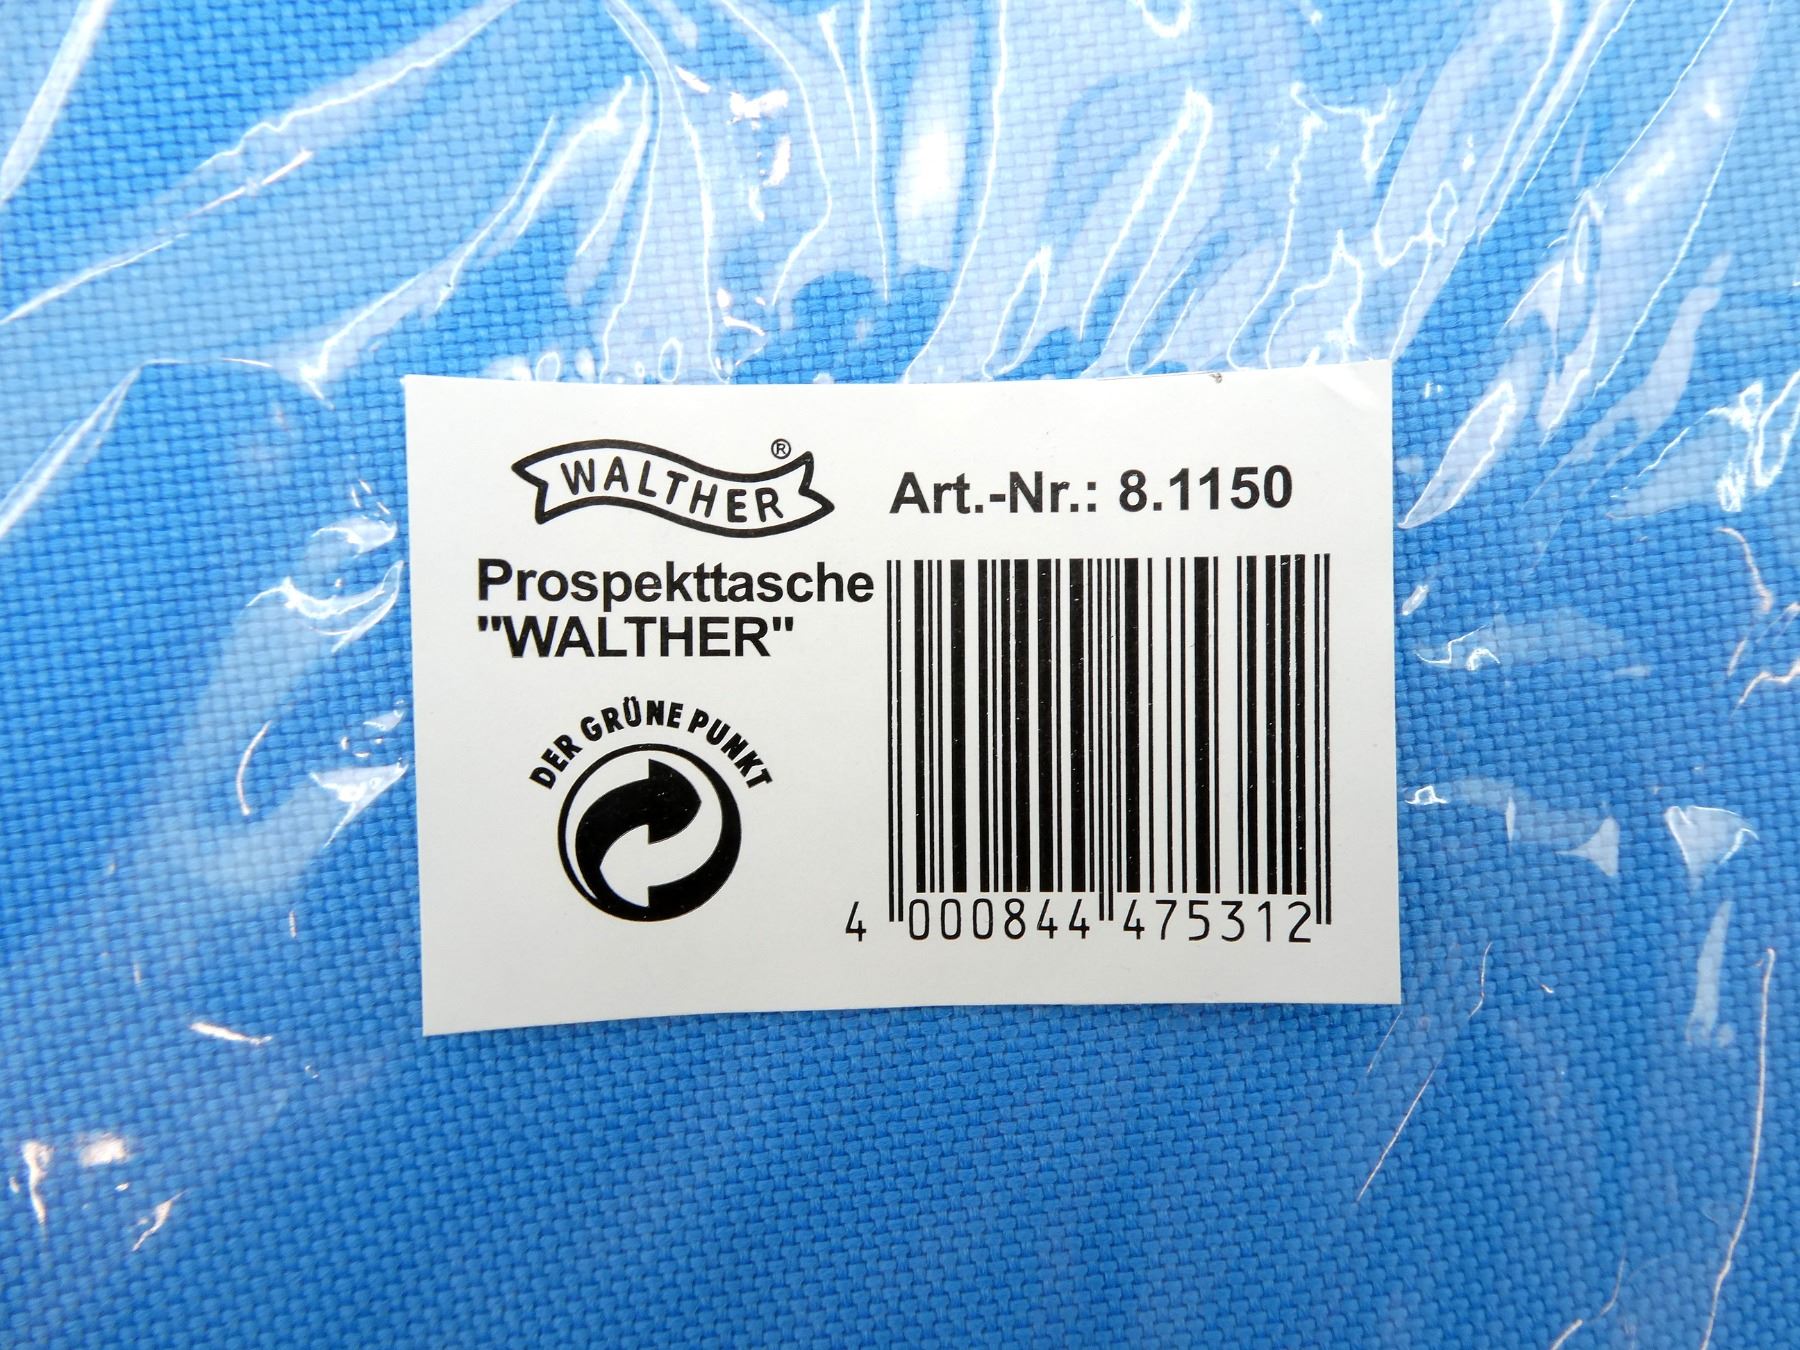 WALTHER®
Art.-Nr.: 8.1150
Prospekttasche
"WALTHER"
DER GRÜNE PUNKT
4 000844 475312